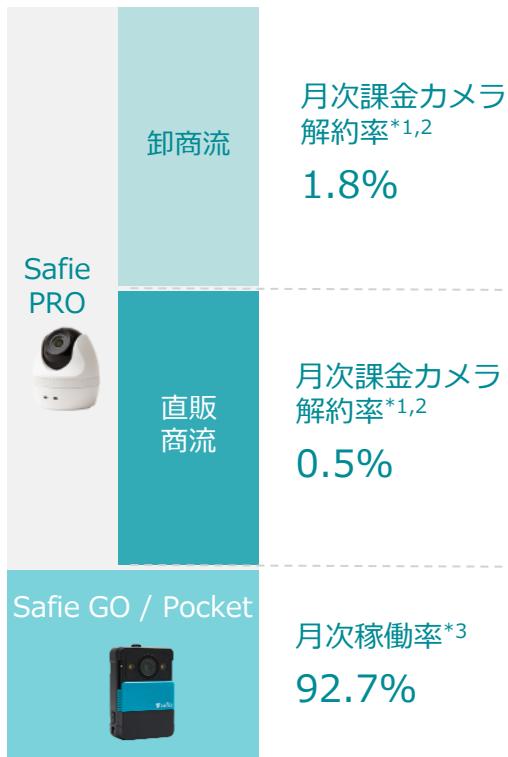 卸商流
月次課金カメラ
解約率*1,2
1.8%
Safie
PRO
直販
商流
月次課金カメラ
解約率*1,2
0.5%
Safie GO / Pocket
月次稼働率*3
92.7%